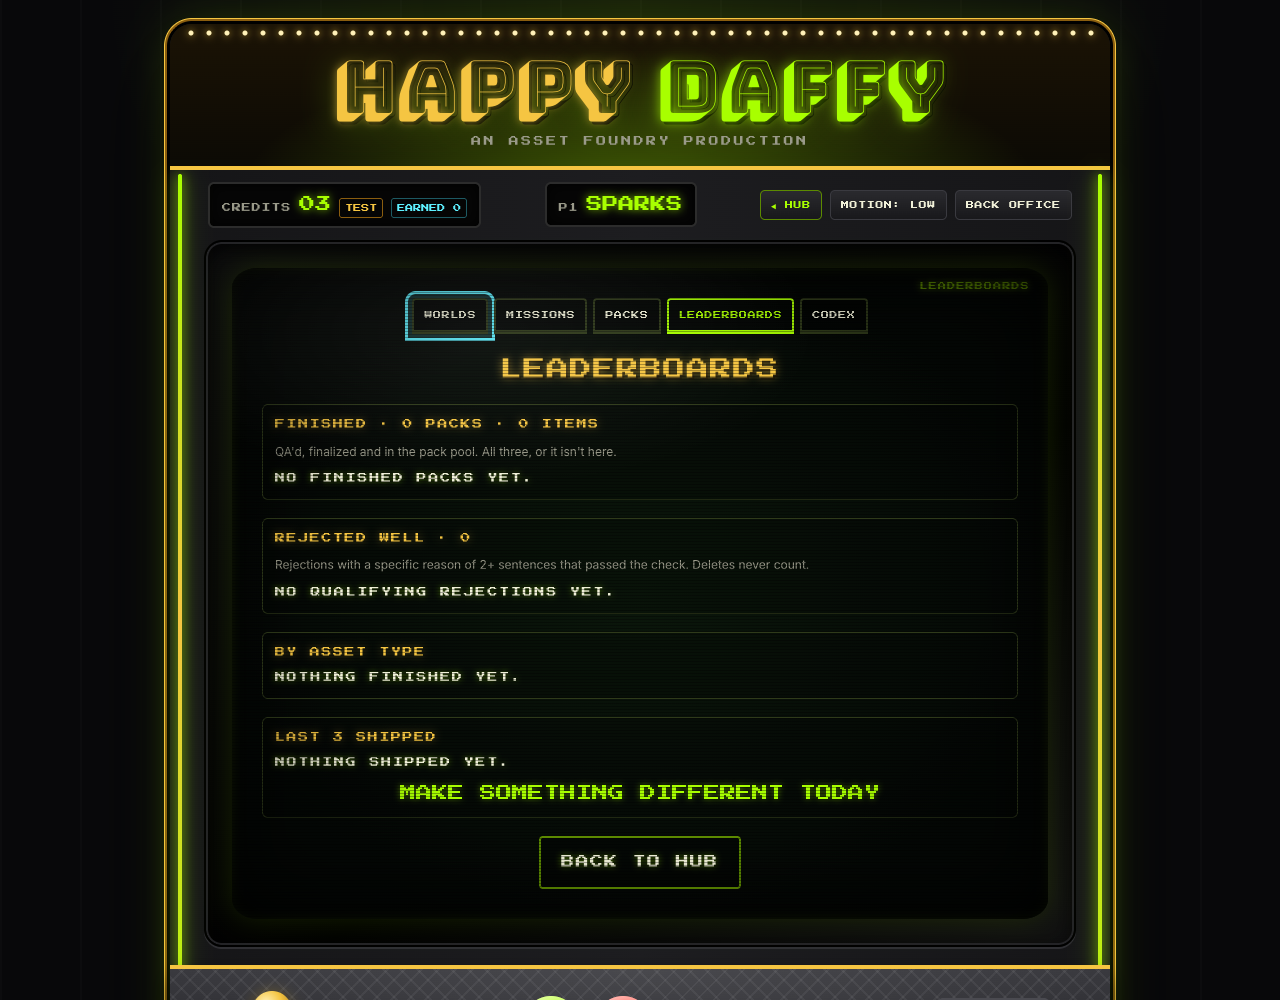 HAPPY DAFFY
AN ASSET FOUNDRY PRODUCTION
CREDITS 03 TEST EARNED 0
P1 SPARKS
◂ HUB
MOTION: LOW
BACK OFFICE
LEADERBOARDS
WORLDS
MISSIONS
PACKS
LEADERBOARDS
CODEX
LEADERBOARDS
FINISHED · 0 PACKS · 0 ITEMS
QA'd, finalized and in the pack pool. All three, or it isn't here.
NO FINISHED PACKS YET.
REJECTED WELL · 0
Rejections with a specific reason of 2+ sentences that passed the check. Deletes never count.
NO QUALIFYING REJECTIONS YET.
BY ASSET TYPE
NOTHING FINISHED YET.
LAST 3 SHIPPED
NOTHING SHIPPED YET.
MAKE SOMETHING DIFFERENT TODAY
BACK TO HUB